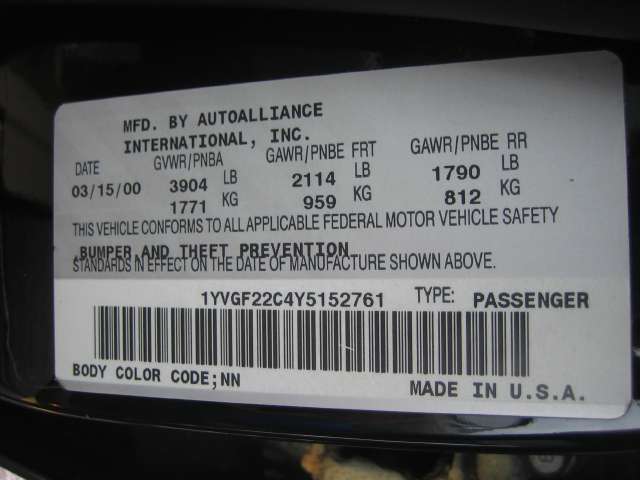 MFD. BY AUTOALLIANCE
INTERNATIONAL, INC.
DATE GVWR/PNBA GAWR/PNBE FRT GAWR/PNBE RR
03/15/00 3904 LB 2114 LB 1790 LB
1771 KG 959 KG 812 KG
THIS VEHICLE CONFORMS TO ALL APPLICABLE FEDERAL MOTOR VEHICLE SAFETY
, BUMPER, AND THEFT PREVENTION
STANDARDS IN EFFECT ON THE DATE OF MANUFACTURE SHOWN ABOVE.
1YVGF22C4Y5152761 TYPE: PASSENGER
BODY COLOR CODE;NN MADE IN U.S.A.